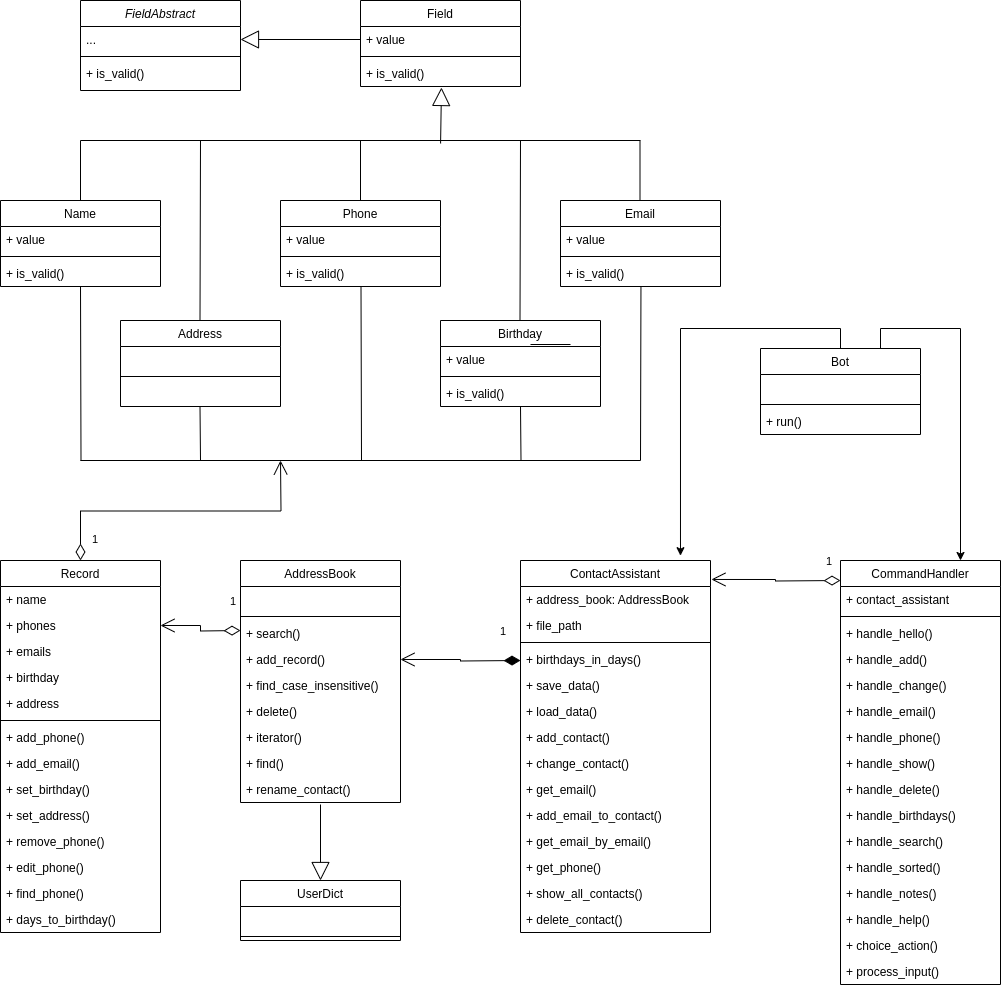 FieldAbstract
...
+ is_valid()
Field
+ value
+ is_valid()
Name
+ value
+ is_valid()
Phone
+ value
+ is_valid()
Email
+ value
+ is_valid()
Address
Birthday
+ value
+ is_valid()
Bot
+ run()
1
Record
+ name
+ phones
+ emails
+ birthday
+ address
+ add_phone()
+ add_email()
+ set_birthday()
+ set_address()
+ remove_phone()
+ edit_phone()
+ find_phone()
+ days_to_birthday()
1
AddressBook
+ search()
+ add_record()
+ find_case_insensitive()
+ delete()
+ iterator()
+ find()
+ rename_contact()
UserDict
1
ContactAssistant
+ address_book: AddressBook
+ file_path
+ birthdays_in_days()
+ save_data()
+ load_data()
+ add_contact()
+ change_contact()
+ get_email()
+ add_email_to_contact()
+ get_email_by_email()
+ get_phone()
+ show_all_contacts()
+ delete_contact()
1
CommandHandler
+ contact_assistant
+ handle_hello()
+ handle_add()
+ handle_change()
+ handle_email()
+ handle_phone()
+ handle_show()
+ handle_delete()
+ handle_birthdays()
+ handle_search()
+ handle_sorted()
+ handle_notes()
+ handle_help()
+ choice_action()
+ process_input()